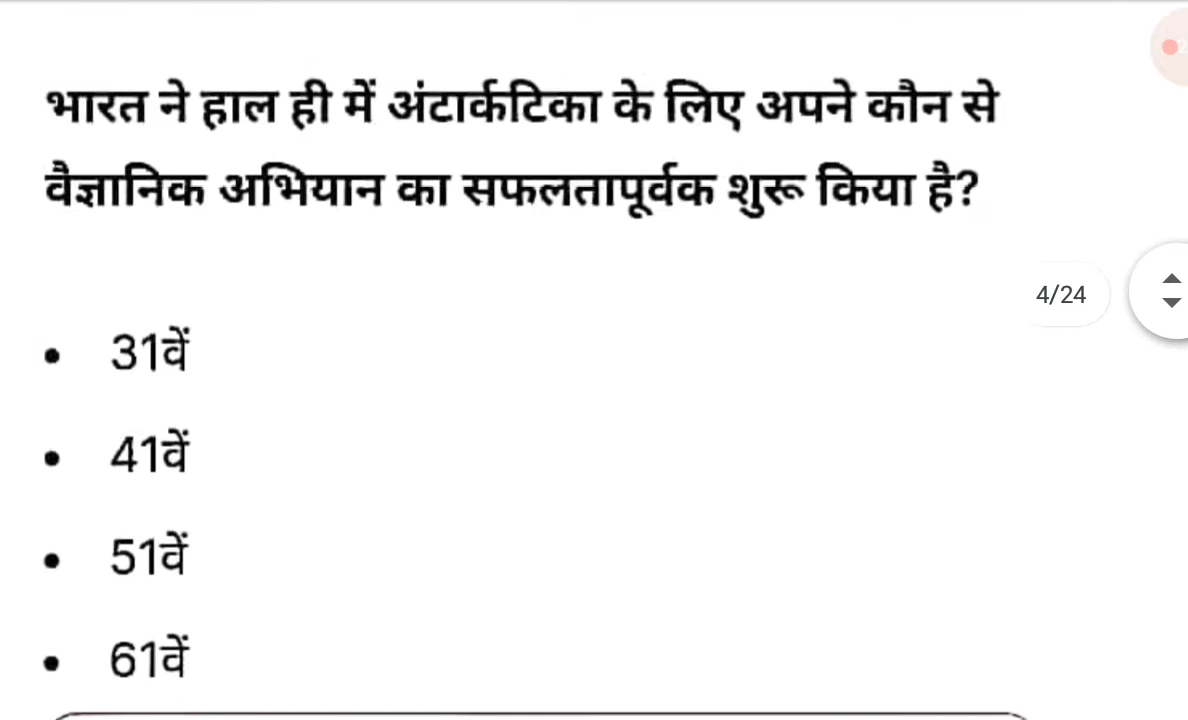 भारत ने हाल ही में अंटार्कटिका के लिए अपने कौन से
वैज्ञानिक अभियान का सफलतापूर्वक शुरू किया है?
4/24
• 31वें
• 41वें
• 51वें
• 61वें